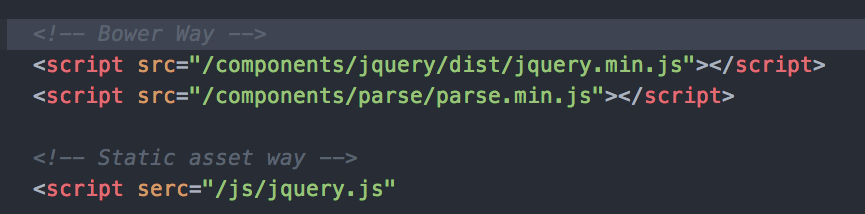 <!-- Bower Way -->
<script src="/components/jquery/dist/jquery.min.js"></script>
<script src="/components/parse/parse.min.js"></script>
<!-- Static asset way -->
<script serc="/js/jquery.js"